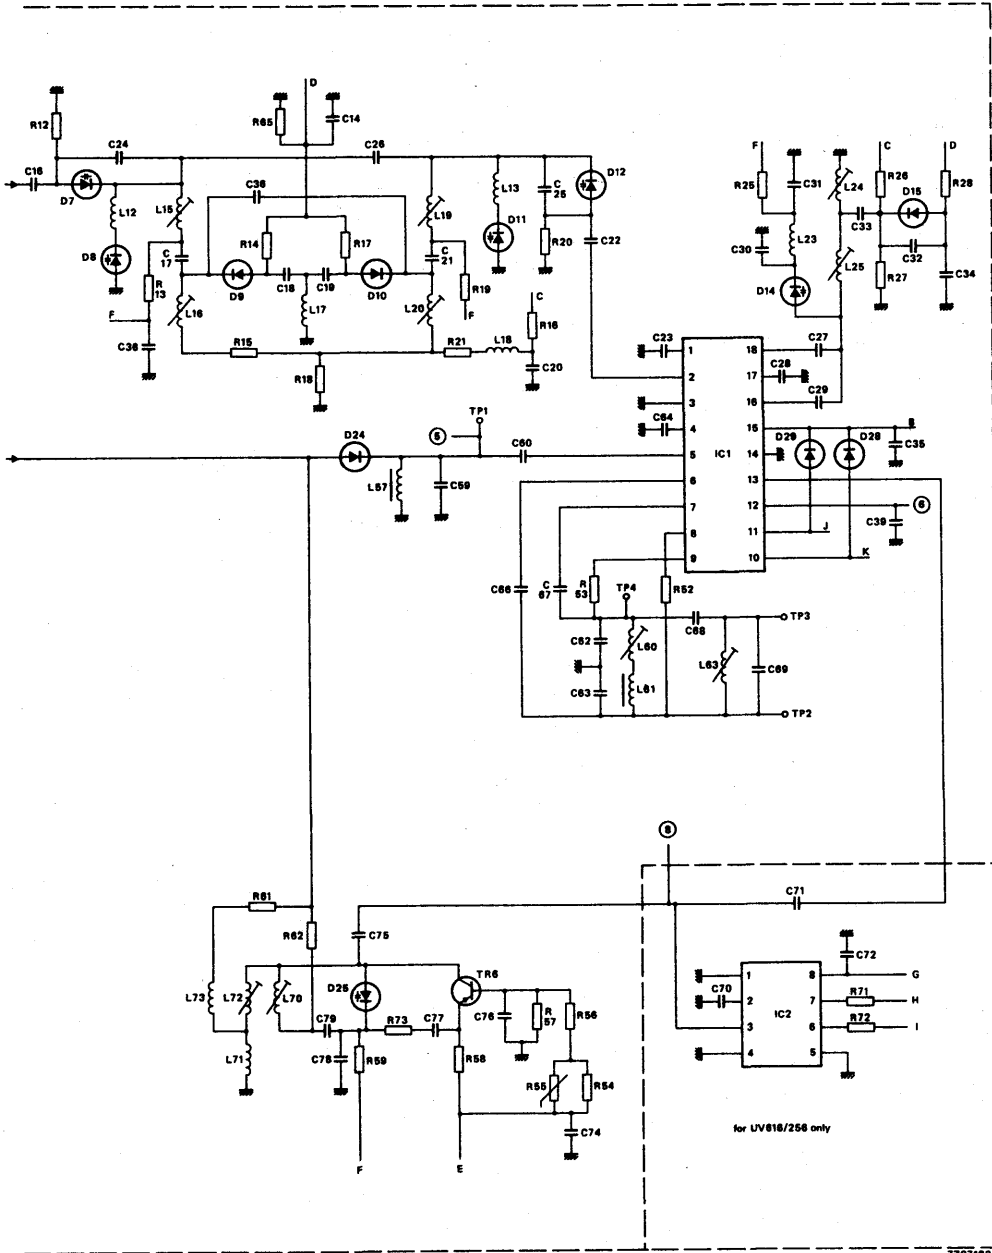 D
R12
R65
C14
C24
C26
C16
D7
L12
L15
C36
L19
L13
C
25
D12
R14
R17
D8
C
17
D9
C18
C19
D10
C
21
D11
R20
C22
R
13
F
L16
L17
L20
R19
F
C
R16
C36
R15
R18
R21
L18
C20
F
C
D
R25
C31
L24
R26
D15
R28
C33
C30
L23
L25
C32
R27
C34
D14
C23
1
18
C27
2
17
C28
3
16
C29
C64
4
15
B
5
IC1
14
D29
D28
C35
6
13
7
12
6
C39
8
11
J
9
10
K
TP1
5
D24
C60
L57
C59
C66
C
67
R
53
TP4
R52
C62
L60
C68
TP3
L63
C69
C63
L61
TP2
8
C71
R61
R62
C75
L73
L72
L70
D25
TR6
C79
R73
C77
C76
R
57
R56
L71
C78
R59
R58
R55
R54
C74
F
E
C72
1
8
G
C70
2
7
R71
H
IC2
3
6
R72
I
4
5
for UV616/256 only